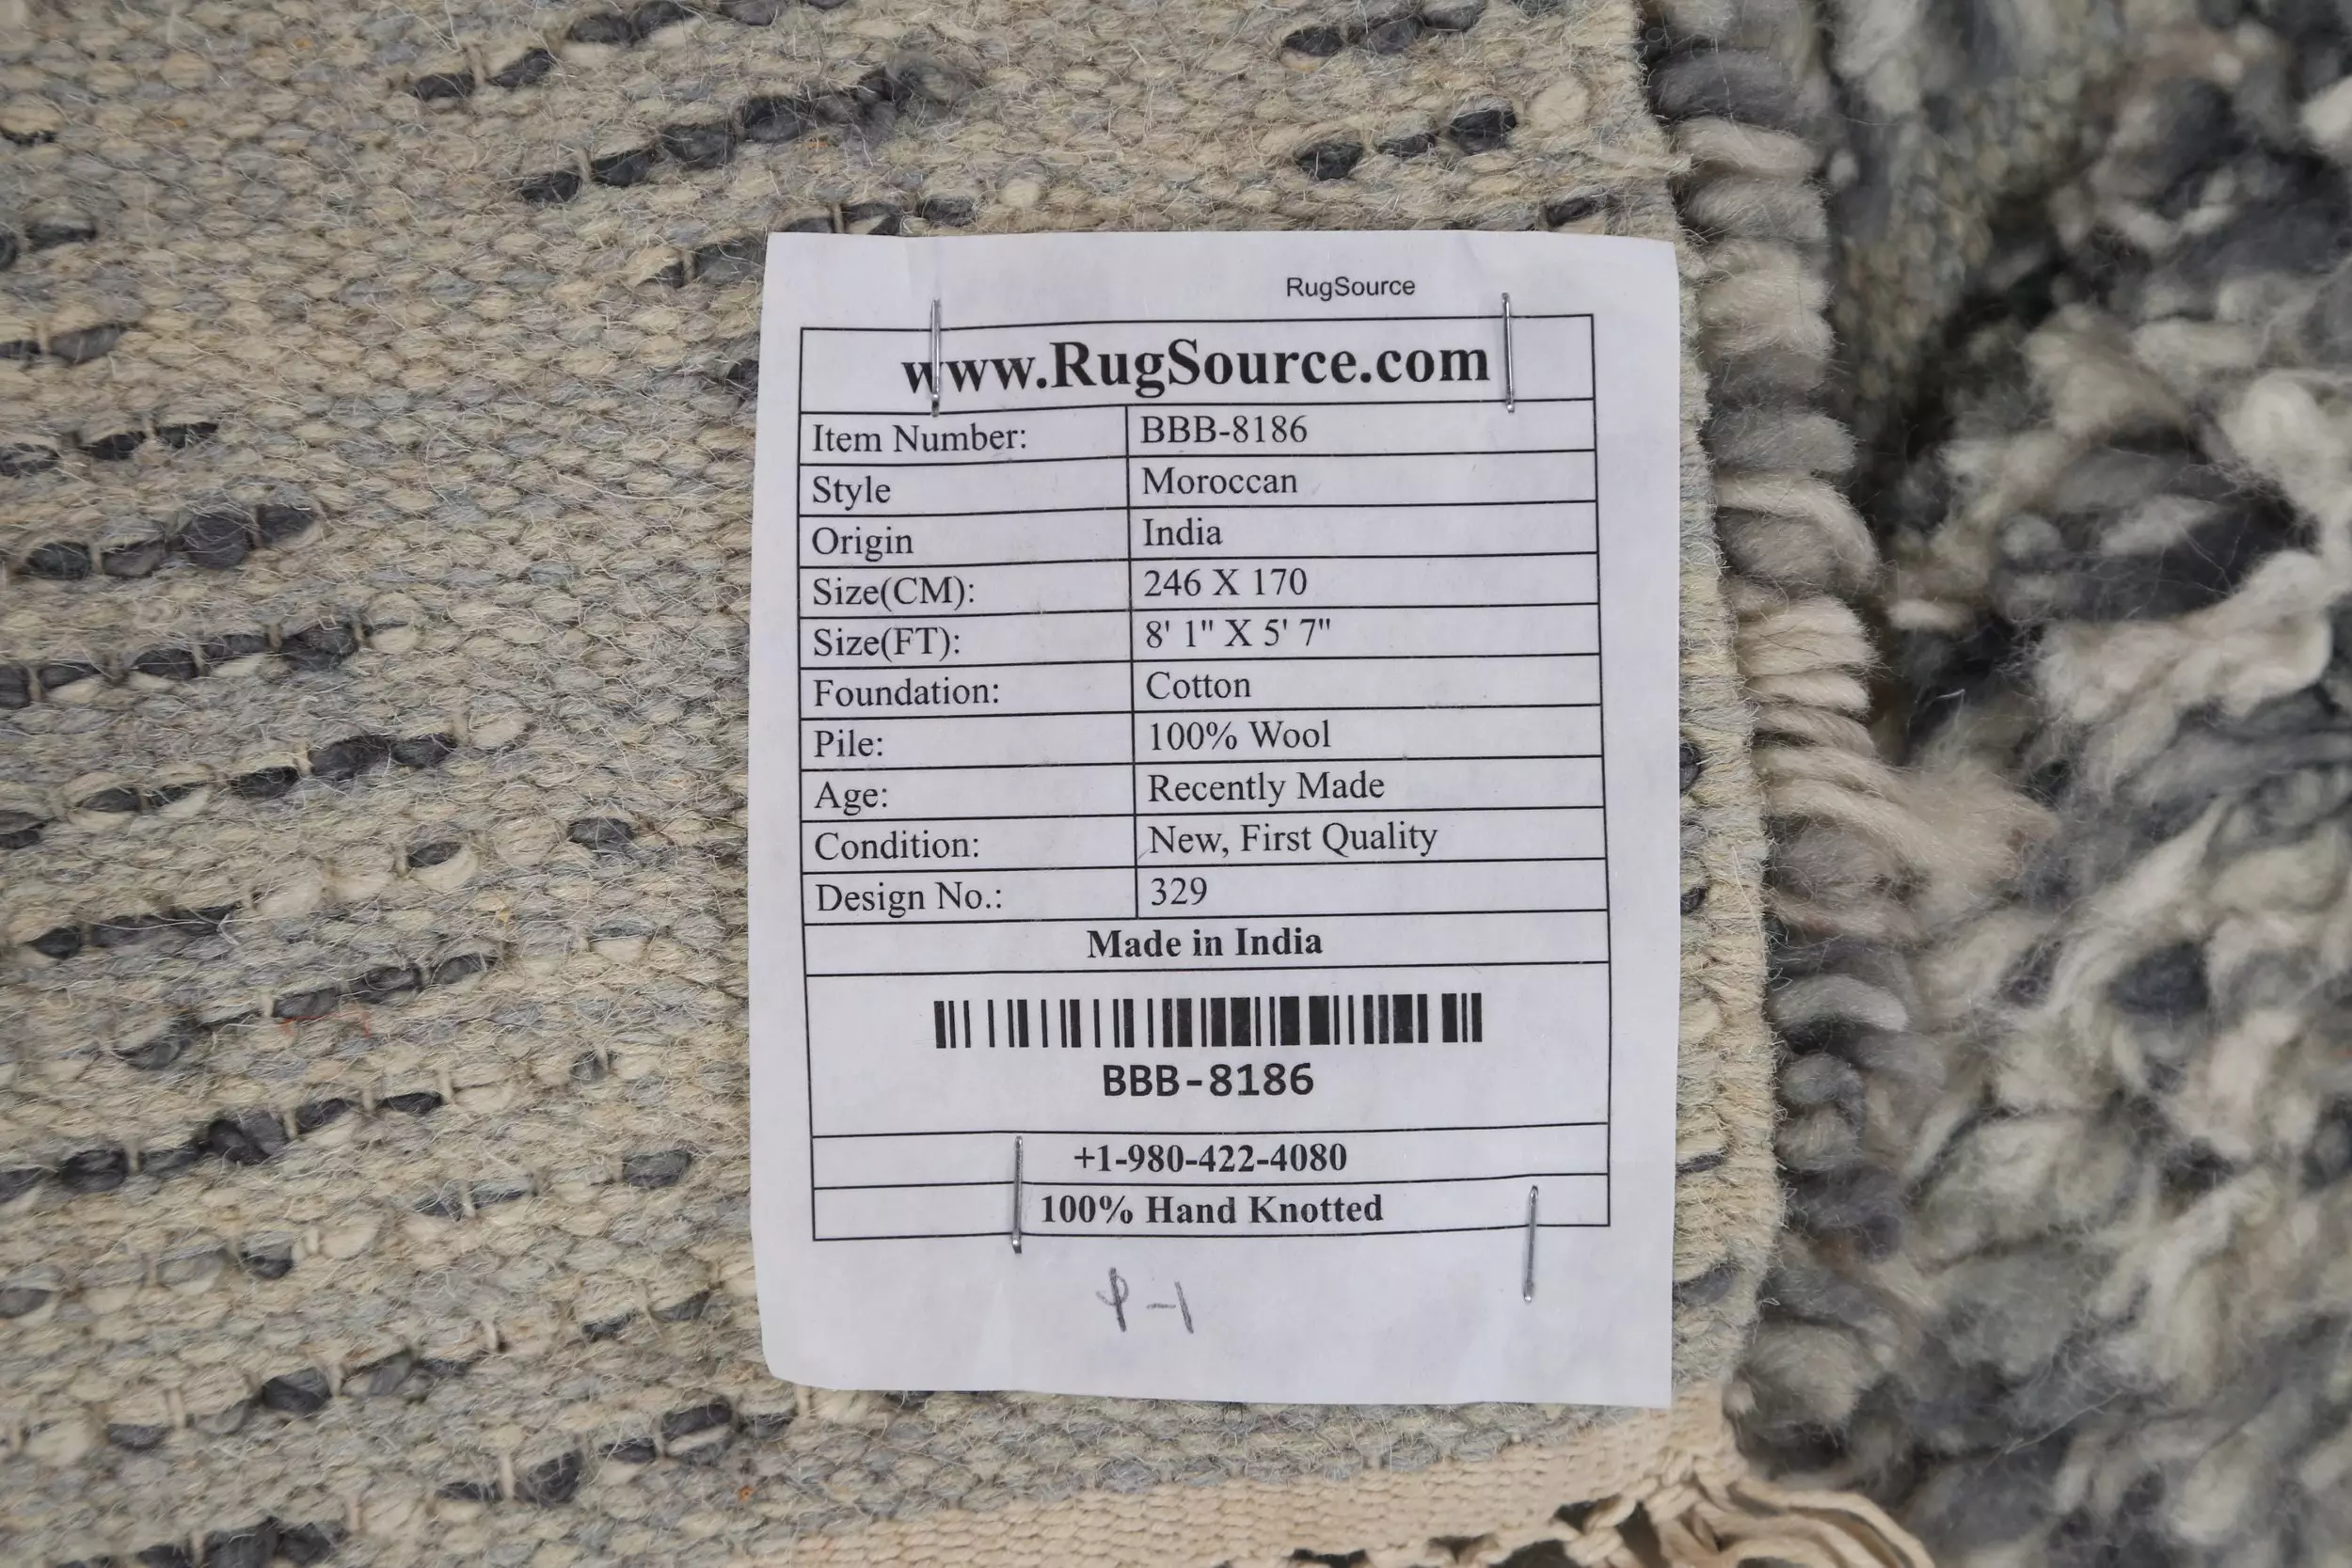 RugSource
www.RugSource.com
Item Number: BBB-8186
Style Moroccan
Origin India
Size(CM): 246 X 170
Size(FT): 8' 1" X 5' 7"
Foundation: Cotton
Pile: 100% Wool
Age: Recently Made
Condition: New, First Quality
Design No.: 329
Made in India
BBB-8186
+1-980-422-4080
100% Hand Knotted